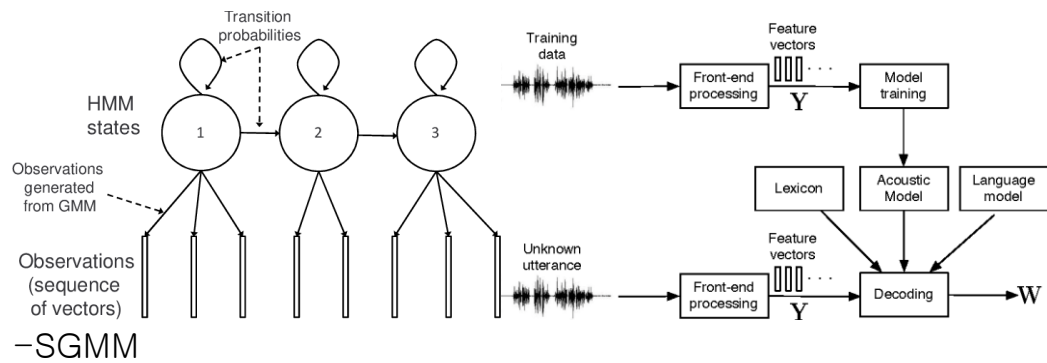 Transition
probabilities
HMM
states
1
2
3
Observations
generated
from GMM
Observations
(sequence
of vectors)
–SGMM
Training
data
Front-end
processing
Feature
vectors
. . .
Y
Model
training
Lexicon
Acoustic
Model
Language
model
Unknown
utterance
Front-end
processing
Feature
vectors
. . .
Y
Decoding
W